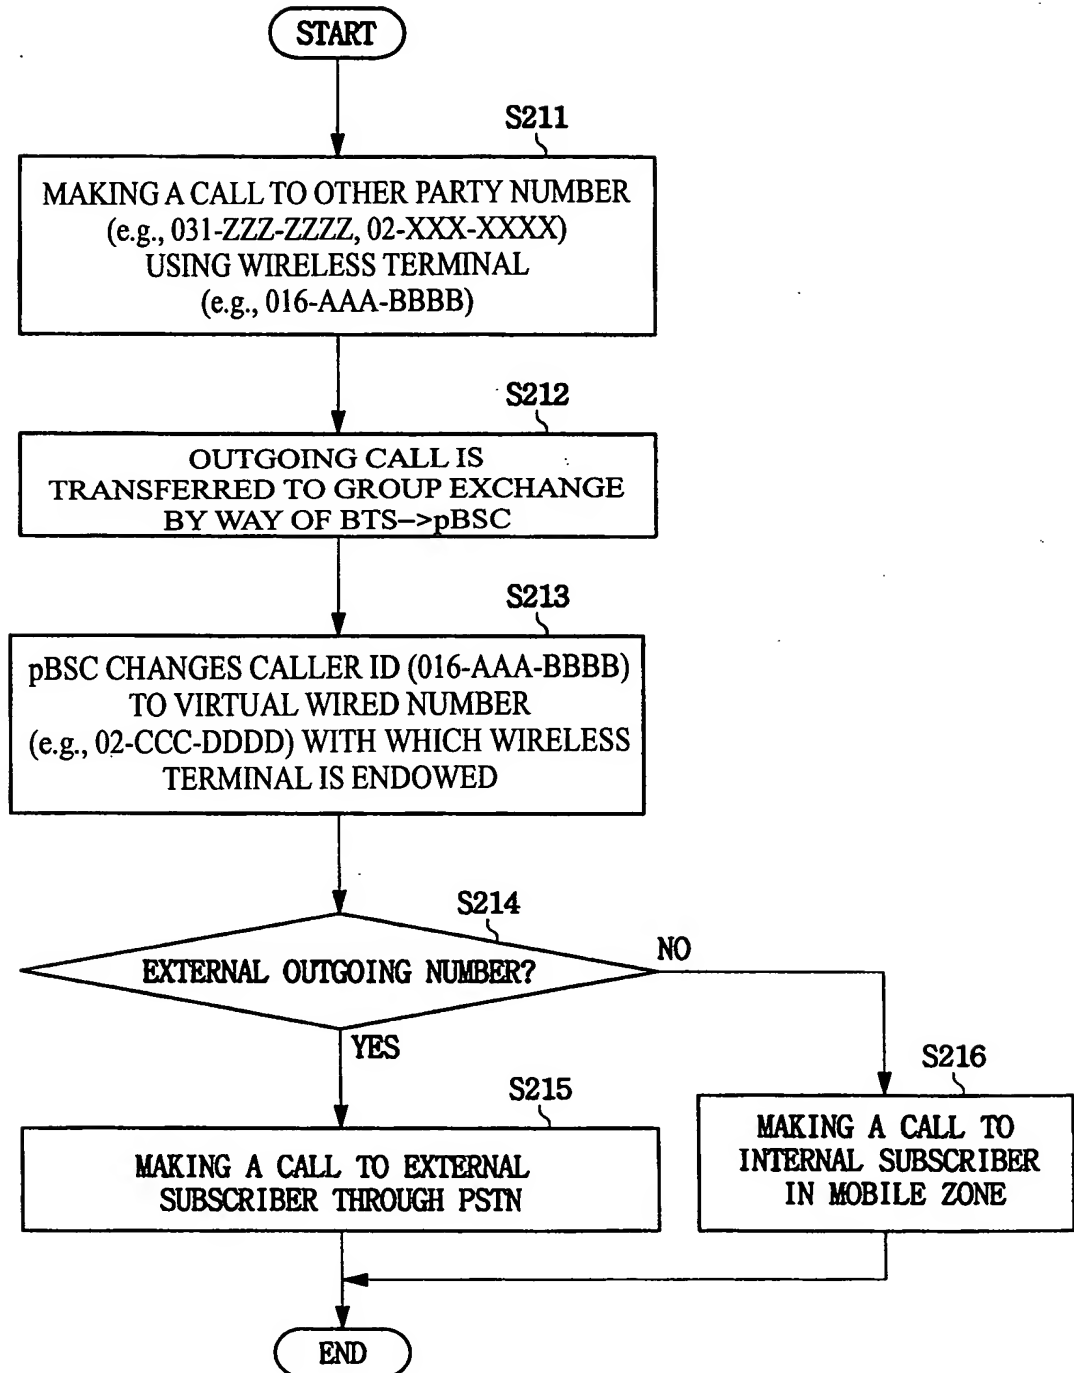 START
S211
MAKING A CALL TO OTHER PARTY NUMBER
(e.g., 031-ZZZ-ZZZZ, 02-XXX-XXXX)
USING WIRELESS TERMINAL
(e.g., 016-AAA-BBBB)
S212
OUTGOING CALL IS
TRANSFERRED TO GROUP EXCHANGE
BY WAY OF BTS–>pBSC
S213
pBSC CHANGES CALLER ID (016-AAA-BBBB)
TO VIRTUAL WIRED NUMBER
(e.g., 02-CCC-DDDD) WITH WHICH WIRELESS
TERMINAL IS ENDOWED
S214
EXTERNAL OUTGOING NUMBER?
NO
YES
S215
MAKING A CALL TO EXTERNAL
SUBSCRIBER THROUGH PSTN
S216
MAKING A CALL TO
INTERNAL SUBSCRIBER
IN MOBILE ZONE
END